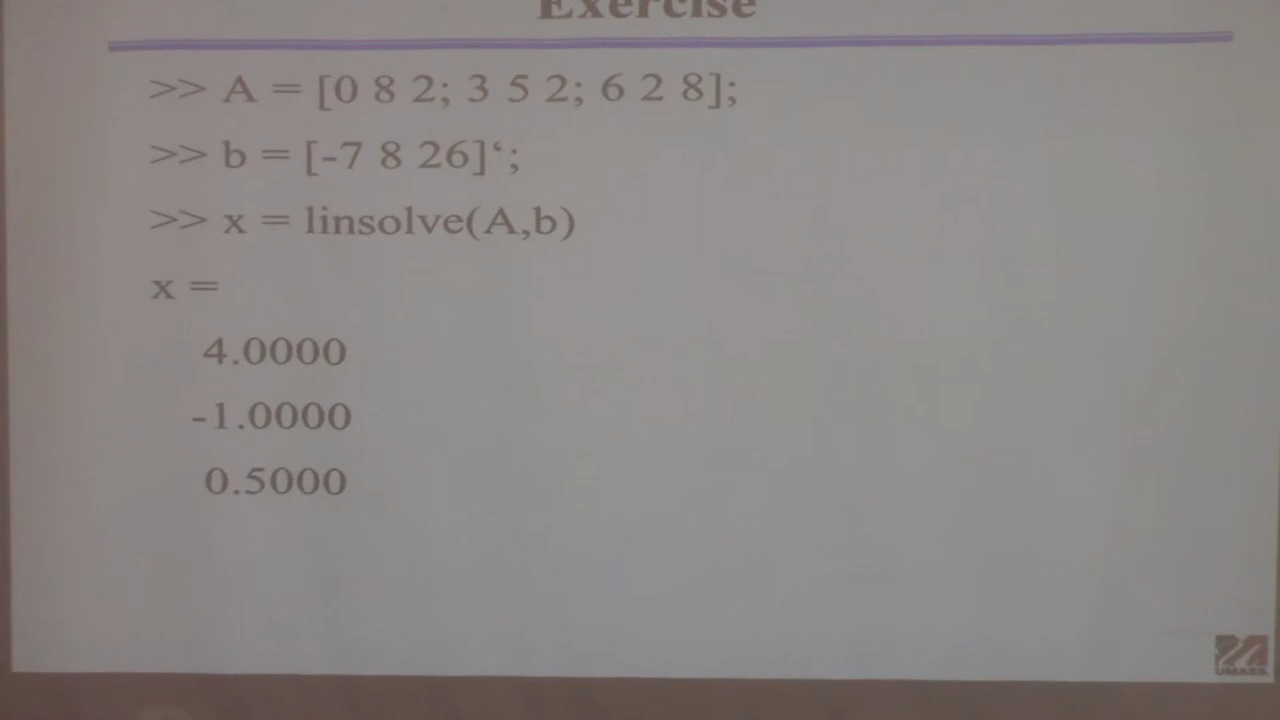 Exercise
>> A = [0 8 2; 3 5 2; 6 2 8];
>> b = [-7 8 26]‘;
>> x = linsolve(A,b)
x =
4.0000
-1.0000
0.5000
UMASS